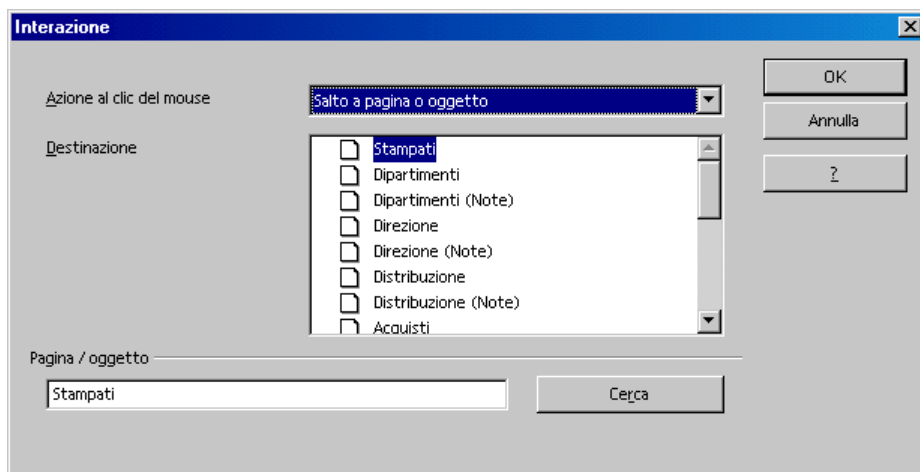 Interazione
Azione al clic del mouse
Salto a pagina o oggetto
OK
Annulla
?
Destinazione
Stampati
Dipartimenti
Dipartimenti (Note)
Direzione
Direzione (Note)
Distribuzione
Distribuzione (Note)
Acquisti
Pagina / oggetto
Stampati
Cerca